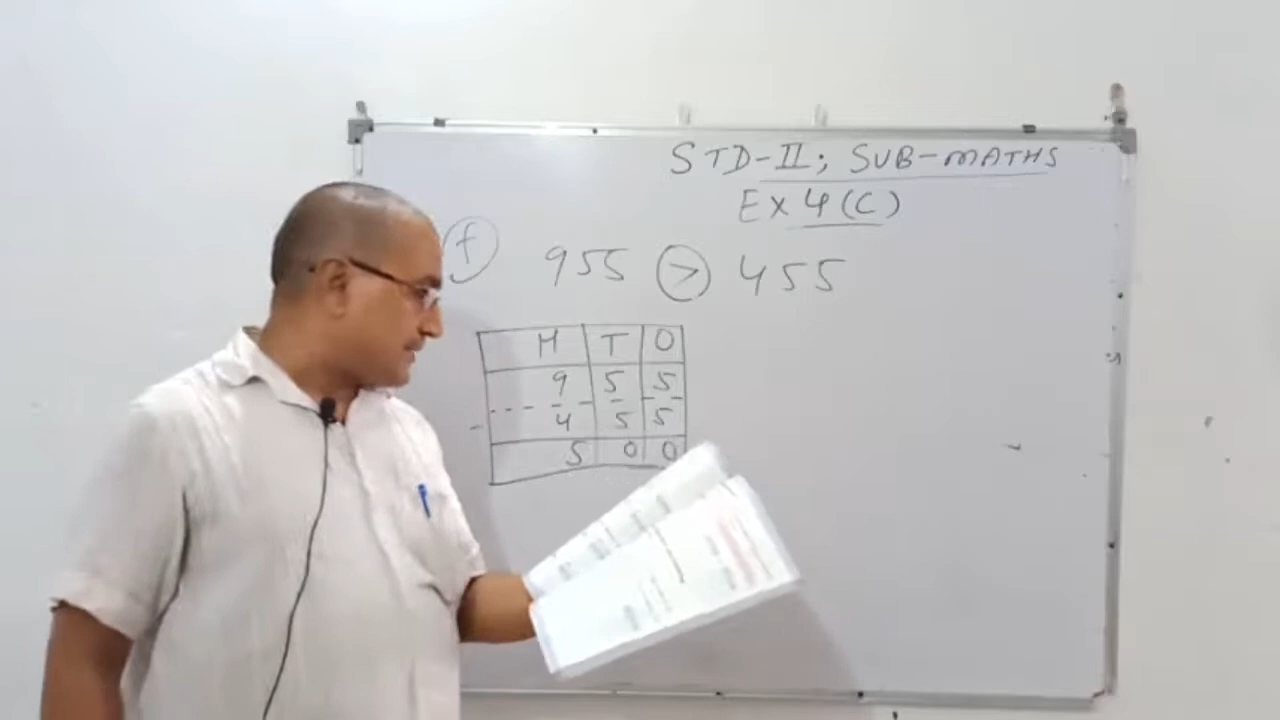 STD-II; SUB-MATHS
Ex 4(C)
f 955 > 455
H T O
9 5 5
- 4 5 5
5 0 0